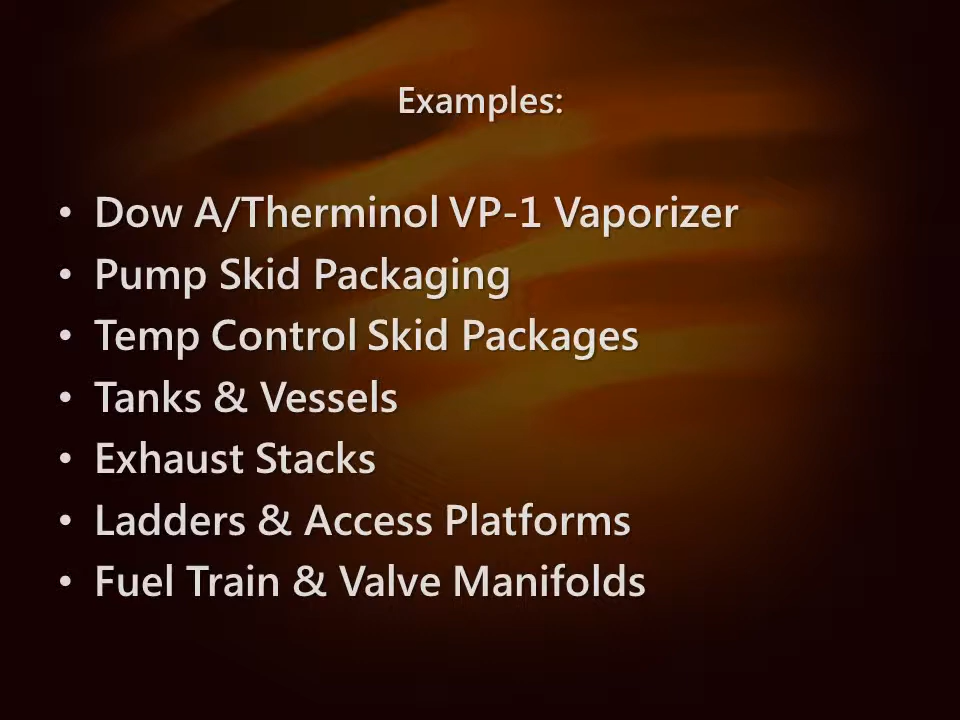 Examples:
• Dow A/Therminol VP-1 Vaporizer
• Pump Skid Packaging
• Temp Control Skid Packages
• Tanks & Vessels
• Exhaust Stacks
• Ladders & Access Platforms
• Fuel Train & Valve Manifolds